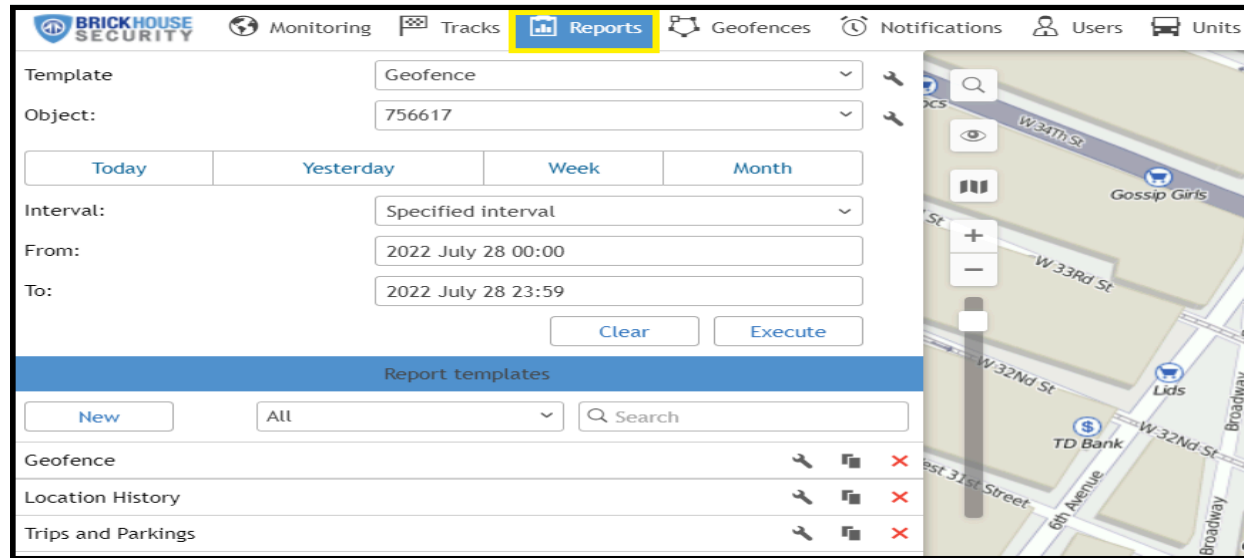 BRICKHOUSE
SECURITY
Monitoring
Tracks
Reports
Geofences
Notifications
Users
Units
Template
Geofence
Object:
756617
Today
Yesterday
Week
Month
Interval:
Specified interval
From:
2022 July 28 00:00
To:
2022 July 28 23:59
Clear
Execute
Report templates
New
All
Search
Geofence
Location History
Trips and Parkings
W 34Th St
Gossip Girls
St
W 33Rd St
W 32Nd St
Lids
Broadway
TD Bank
W 32Nd St
est 31st Street
6th Avenue
Broadway